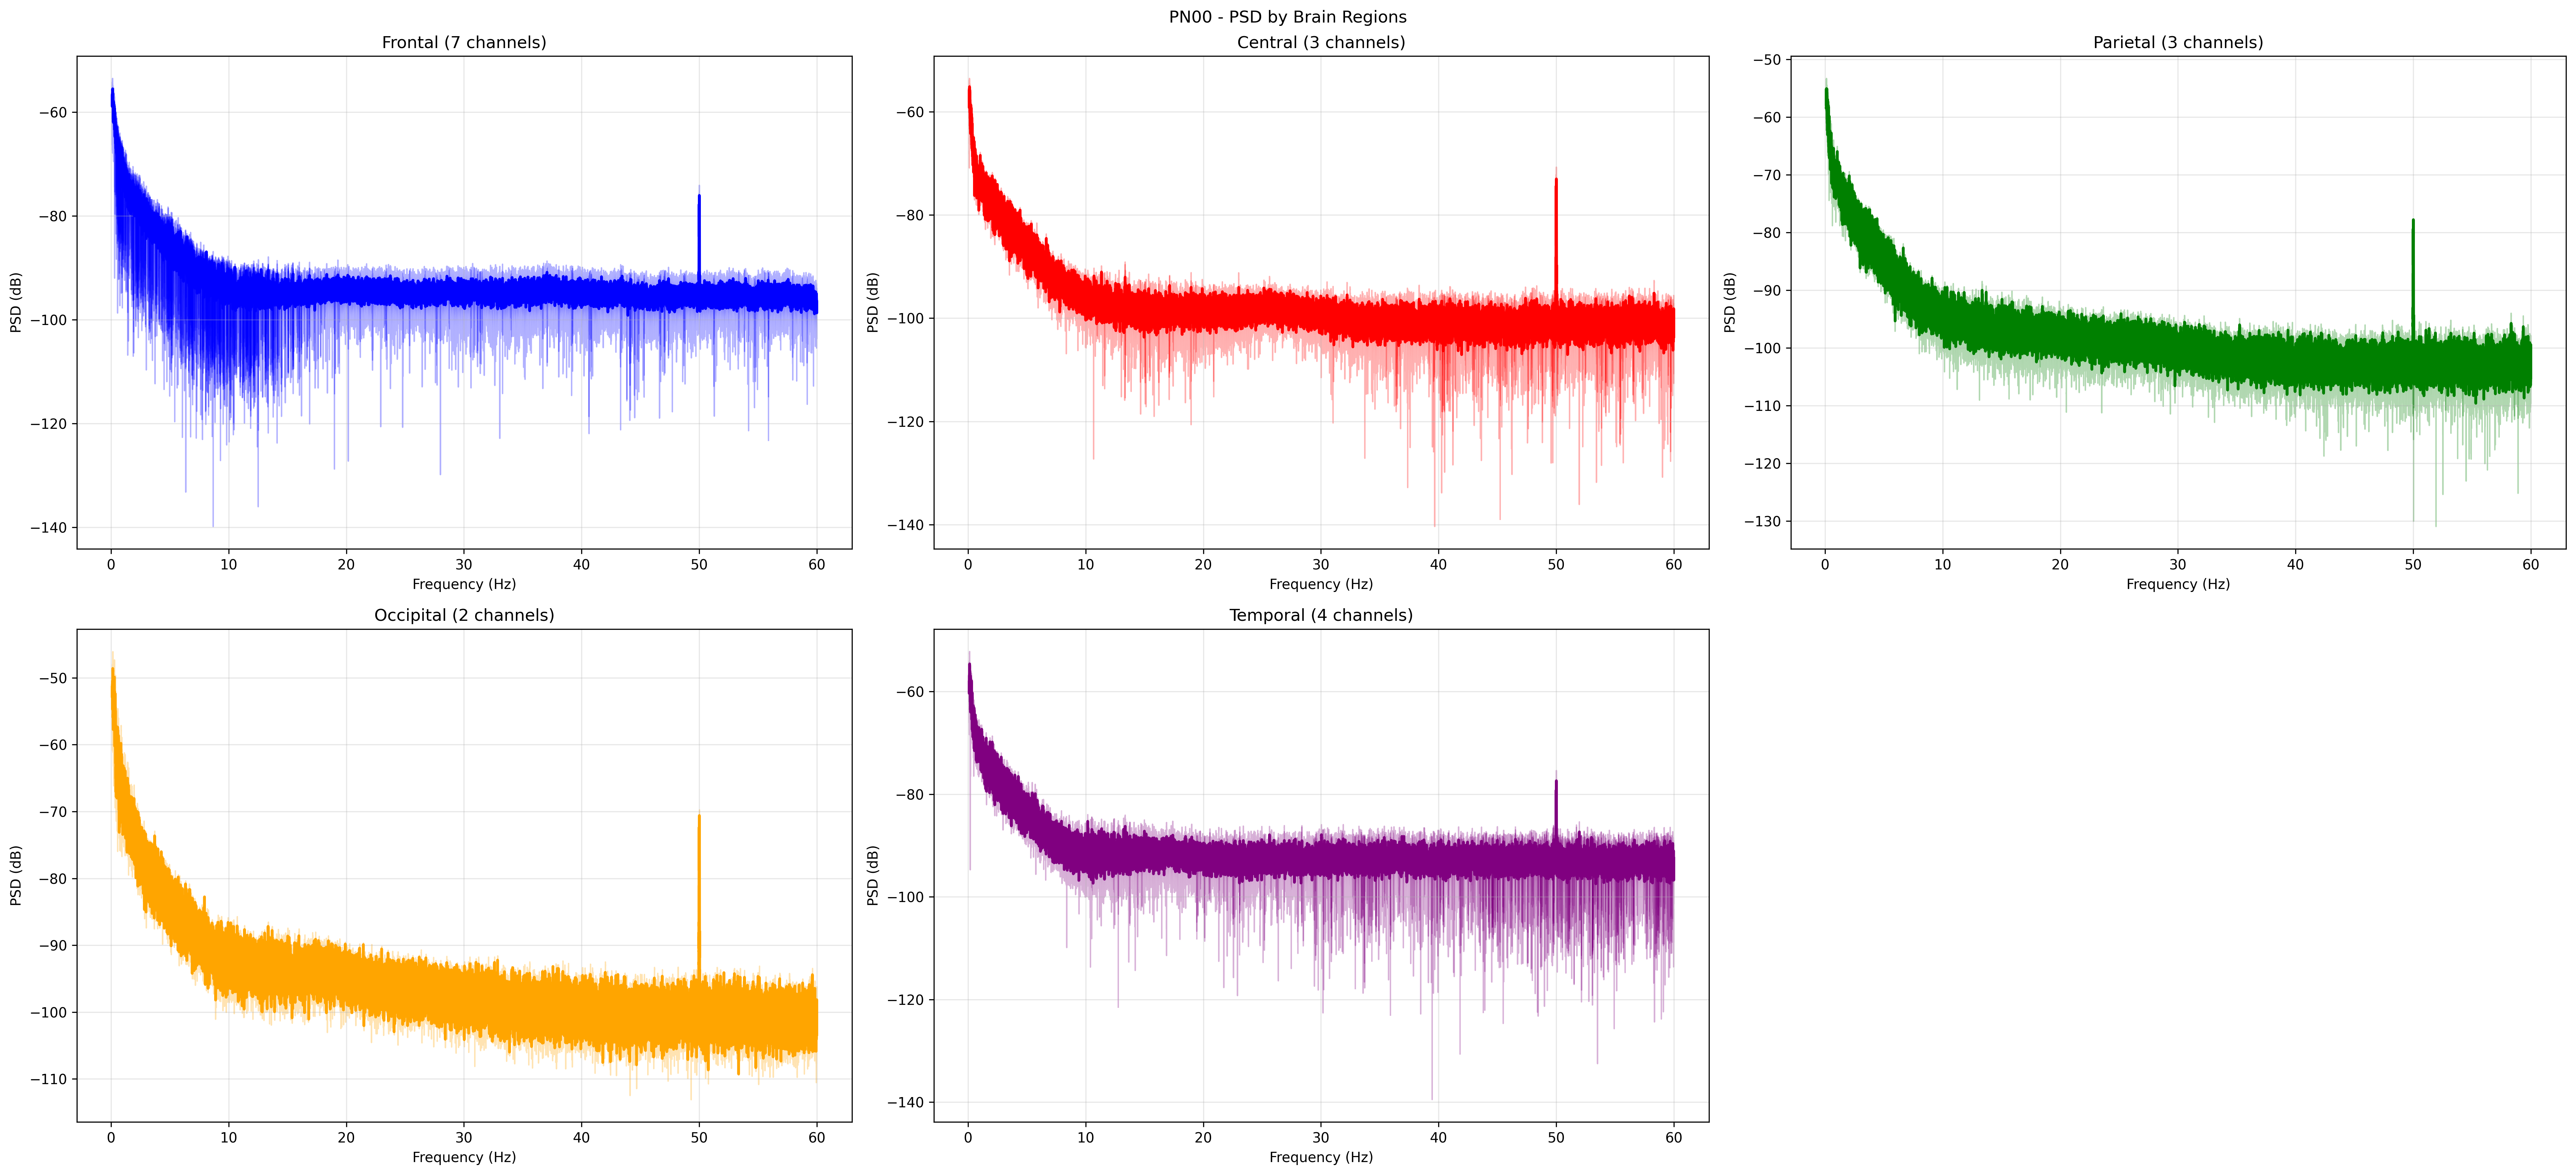 PN00 - PSD by Brain Regions
Frontal (7 channels)
PSD (dB)
−60
−80
−100
−120
−140
0 10 20 30 40 50 60
Frequency (Hz)
Central (3 channels)
PSD (dB)
−60
−80
−100
−120
−140
0 10 20 30 40 50 60
Frequency (Hz)
Parietal (3 channels)
PSD (dB)
−50
−60
−70
−80
−90
−100
−110
−120
−130
0 10 20 30 40 50 60
Frequency (Hz)
Occipital (2 channels)
PSD (dB)
−50
−60
−70
−80
−90
−100
−110
0 10 20 30 40 50 60
Frequency (Hz)
Temporal (4 channels)
PSD (dB)
−60
−80
−100
−120
−140
0 10 20 30 40 50 60
Frequency (Hz)